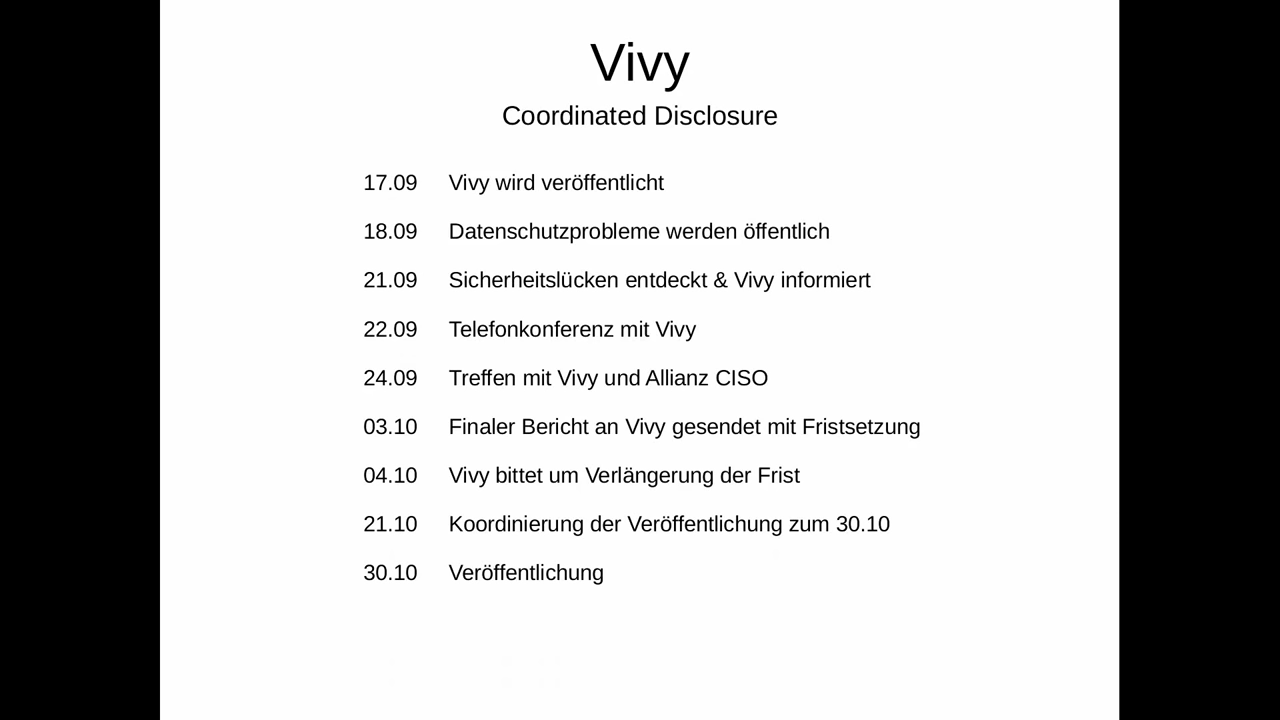 Vivy
Coordinated Disclosure
17.09 Vivy wird veröffentlicht
18.09 Datenschutzprobleme werden öffentlich
21.09 Sicherheitslücken entdeckt & Vivy informiert
22.09 Telefonkonferenz mit Vivy
24.09 Treffen mit Vivy und Allianz CISO
03.10 Finaler Bericht an Vivy gesendet mit Fristsetzung
04.10 Vivy bittet um Verlängerung der Frist
21.10 Koordinierung der Veröffentlichung zum 30.10
30.10 Veröffentlichung